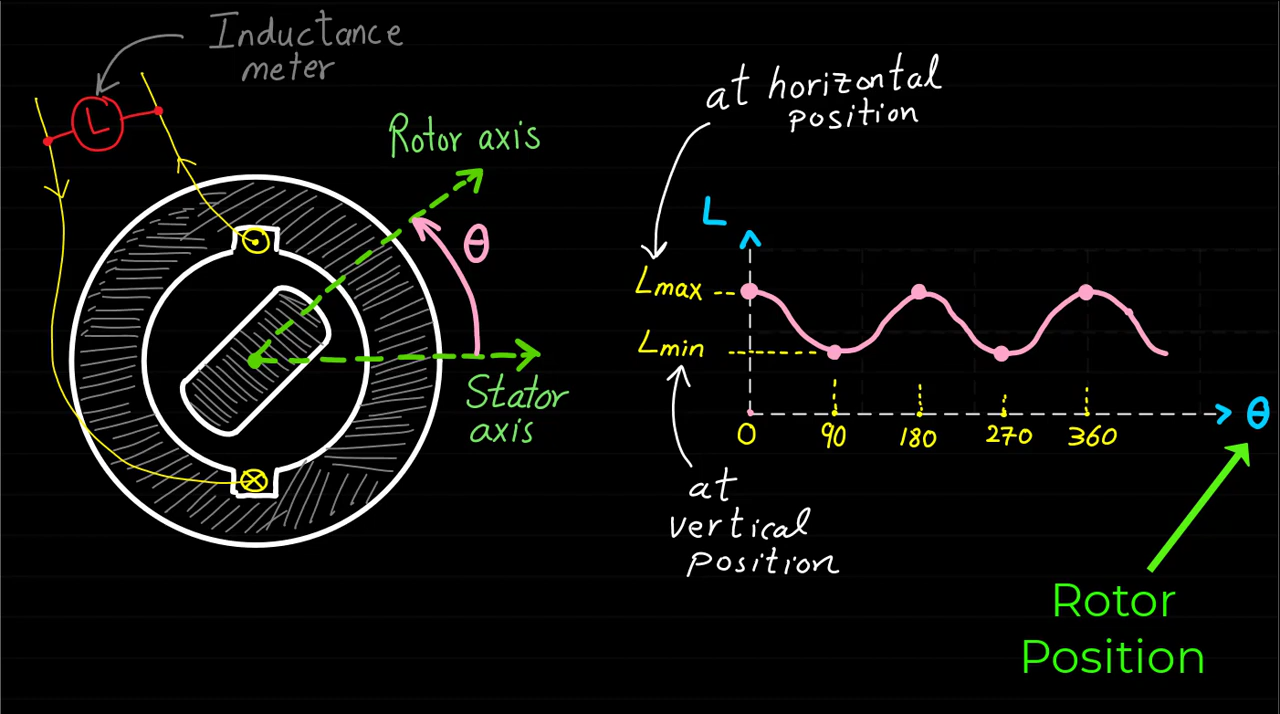 Inductance
meter
L
Rotor axis
θ
Stator
axis
at horizontal
position
L
Lmax
Lmin
0 90 180 270 360
θ
at
vertical
position
Rotor
Position